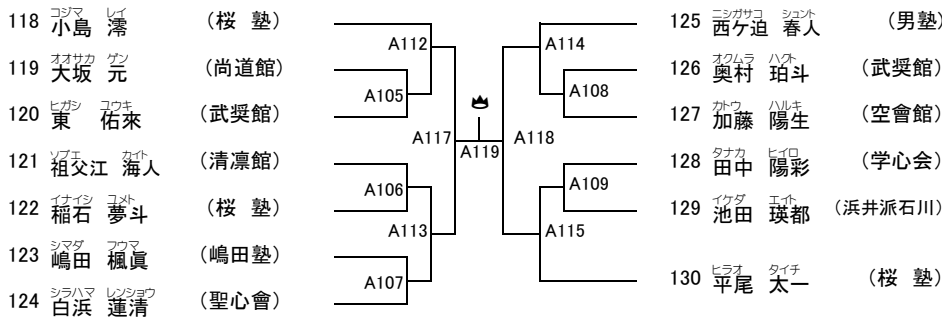 コジマ レイ
118 小島 澪 (桜 塾)
オオサカ ゲン
119 大坂 元 (尚道館)
ヒガシ ユウキ
120 東 佑來 (武奨館)
ソブエ カイト
121 祖父江 海人 (清凛館)
イナイシ ユメト
122 稲石 夢斗 (桜 塾)
シマダ フウマ
123 嶋田 楓眞 (嶋田塾)
シラハマ レンショウ
124 白浜 蓮清 (聖心會)
A112
A105
A117
A106
A113
A107
A119
A114
A108
A118
A109
A115
ニシガサコ シュント
125 西ケ迫 春人 (男塾)
オクムラ ハクト
126 奥村 珀斗 (武奨館)
カトウ ハルキ
127 加藤 陽生 (空會館)
タナカ ヒイロ
128 田中 陽彩 (学心会)
イケダ エイト
129 池田 瑛都 (浜井派石川)
ヒラオ タイチ
130 平尾 太一 (桜 塾)